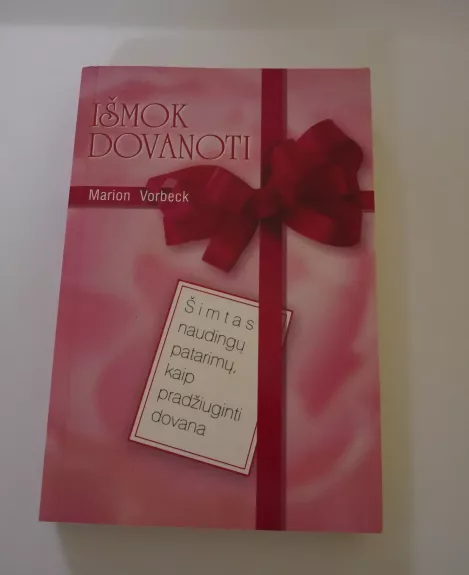 IŠMOK
DOVANOTI
Marion Vorbeck
Šimtas
naudingų
patarimų,
kaip
pradžiuginti
dovana